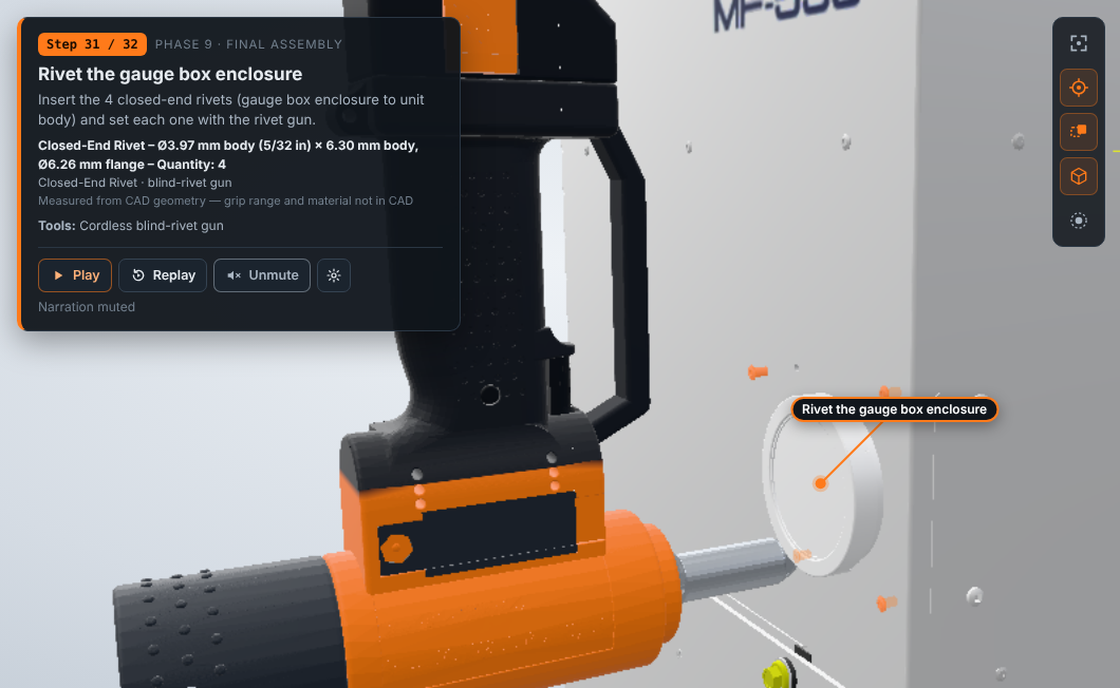 MF-
Step 31 / 32 PHASE 9 · FINAL ASSEMBLY
Rivet the gauge box enclosure
Insert the 4 closed-end rivets (gauge box enclosure to unit
body) and set each one with the rivet gun.
Closed-End Rivet – Ø3.97 mm body (5/32 in) × 6.30 mm body,
Ø6.26 mm flange – Quantity: 4
Closed-End Rivet · blind-rivet gun
Measured from CAD geometry — grip range and material not in CAD
Tools: Cordless blind-rivet gun
Play Replay Unmute
Narration muted
Rivet the gauge box enclosure